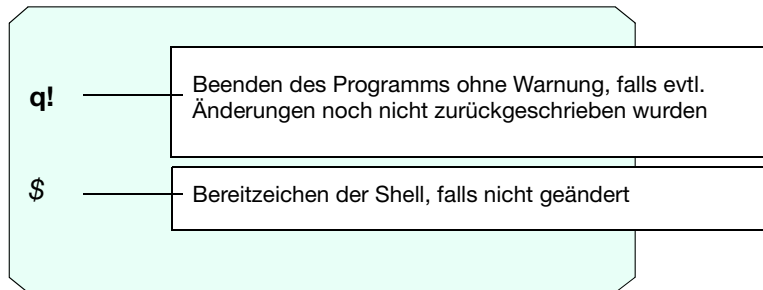 q!
Beenden des Programms ohne Warnung, falls evtl.
Änderungen noch nicht zurückgeschrieben wurden
$
Bereitzeichen der Shell, falls nicht geändert